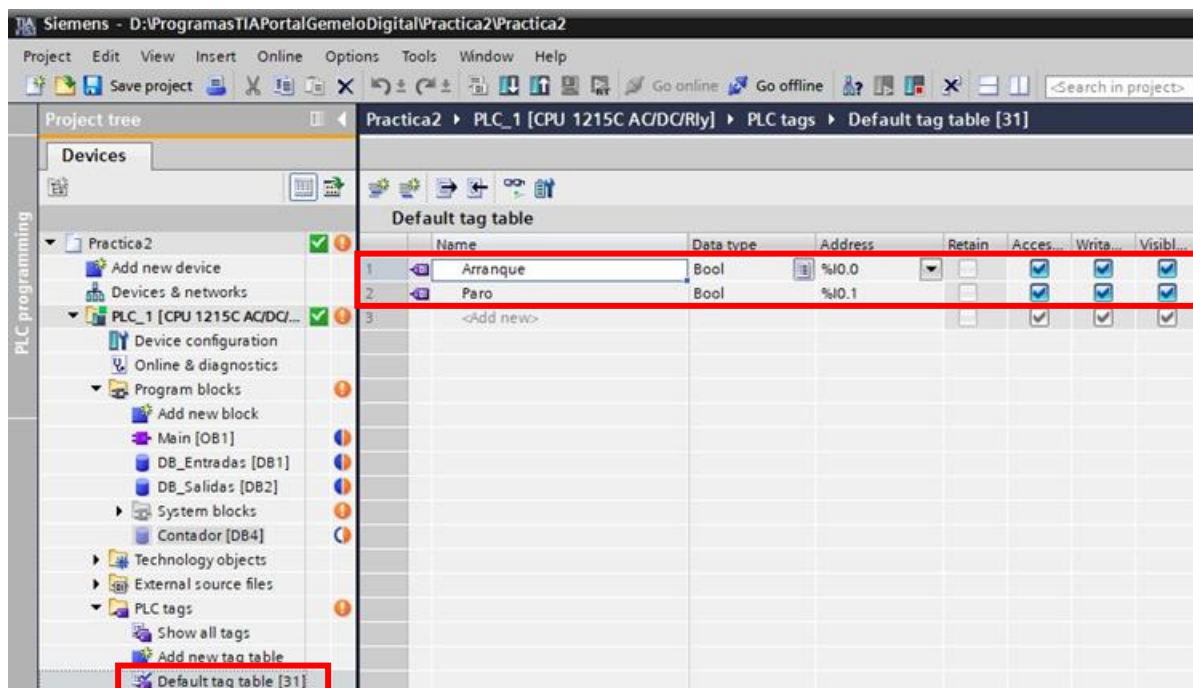 Siemens - D:\ProgramasTIAPortalGemeloDigital\Practica2\Practica2
Project Edit View Insert Online Options Tools Window Help
Save project Go online Go offline <Search in project>
Project tree
Practica2 ▸ PLC_1 [CPU 1215C AC/DC/Rly] ▸ PLC tags ▸ Default tag table [31]
Devices
PLC programming
Default tag table
Name Data type Address Retain Acces... Writa... Visibl...
1 Arranque Bool %I0.0
2 Paro Bool %I0.1
3 <Add new>
Practica2
Add new device
Devices & networks
PLC_1 [CPU 1215C AC/DC/...
Device configuration
Online & diagnostics
Program blocks
Add new block
Main [OB1]
DB_Entradas [DB1]
DB_Salidas [DB2]
System blocks
Contador [DB4]
Technology objects
External source files
PLC tags
Show all tags
Add new tag table
Default tag table [31]